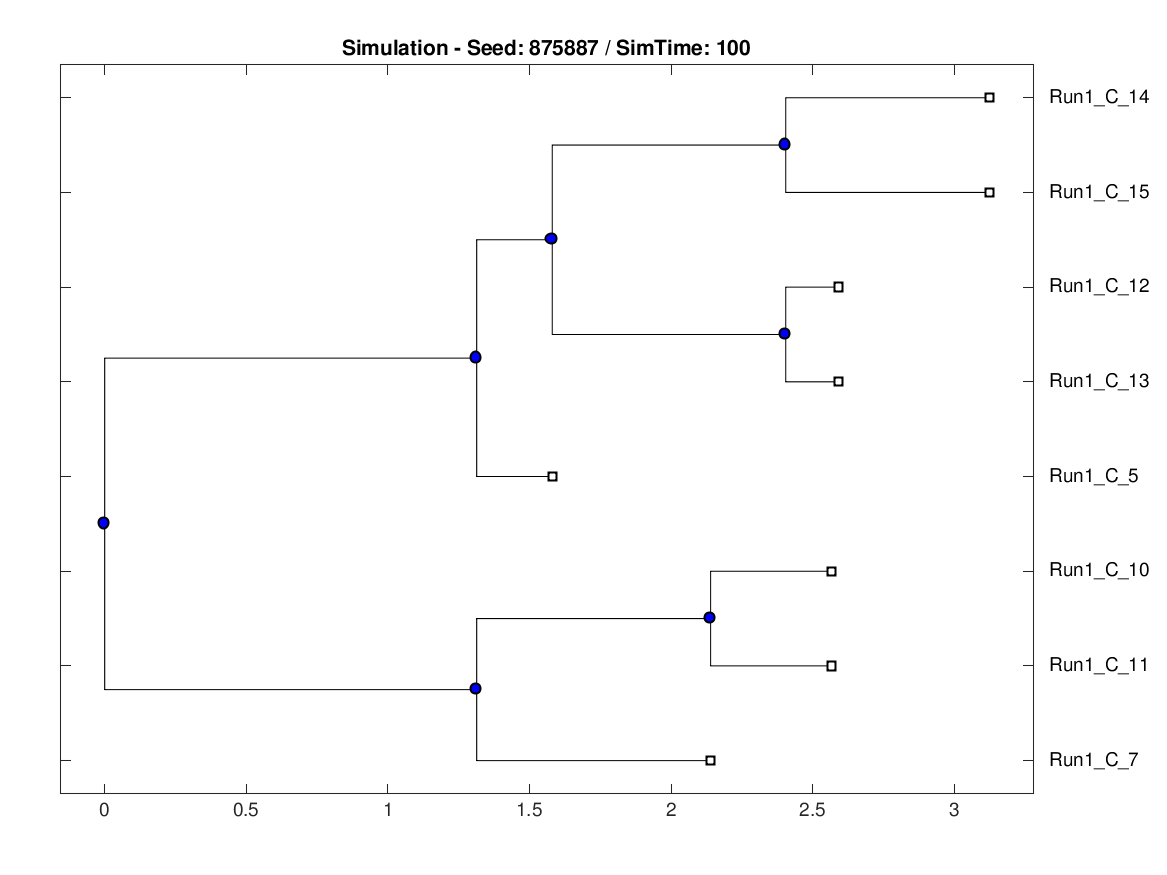 Simulation - Seed: 875887 / SimTime: 100
Run1_C_14
Run1_C_15
Run1_C_12
Run1_C_13
Run1_C_5
Run1_C_10
Run1_C_11
Run1_C_7
0 0.5 1 1.5 2 2.5 3